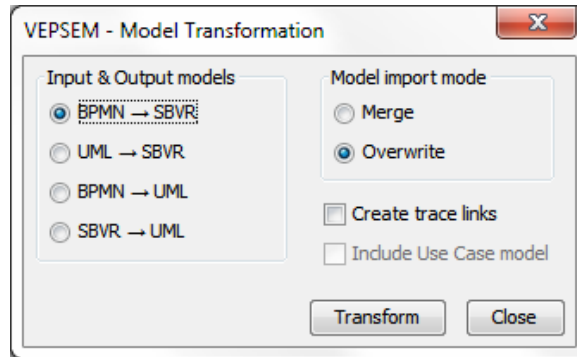 VEPSEM - Model Transformation
X
Input & Output models
BPMN → SBVR
UML → SBVR
BPMN → UML
SBVR → UML
Model import mode
Merge
Overwrite
Create trace links
Include Use Case model
Transform
Close